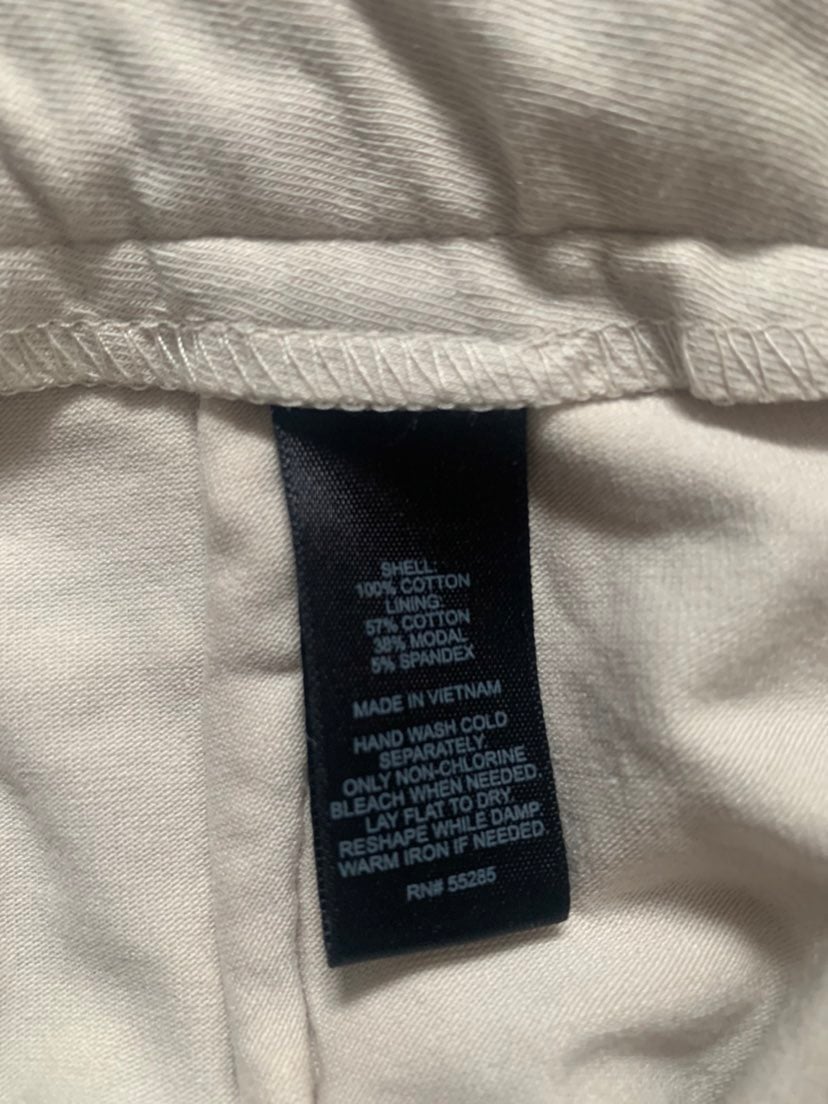 SHELL:
100% COTTON
LINING:
57% COTTON
38% MODAL
5% SPANDEX
MADE IN VIETNAM
HAND WASH COLD
SEPARATELY.
ONLY NON-CHLORINE
BLEACH WHEN NEEDED.
LAY FLAT TO DRY.
RESHAPE WHILE DAMP.
WARM IRON IF NEEDED.
RN# 55285